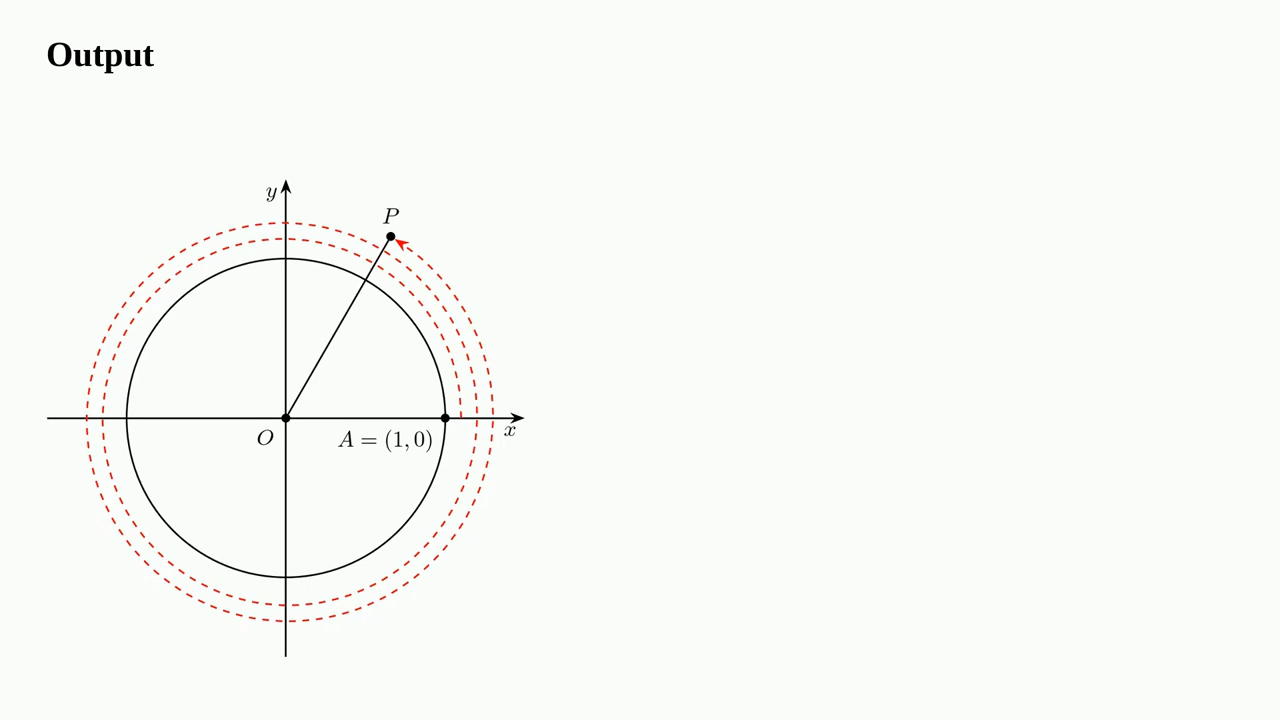 Output
y
P
O
A = (1, 0)
x